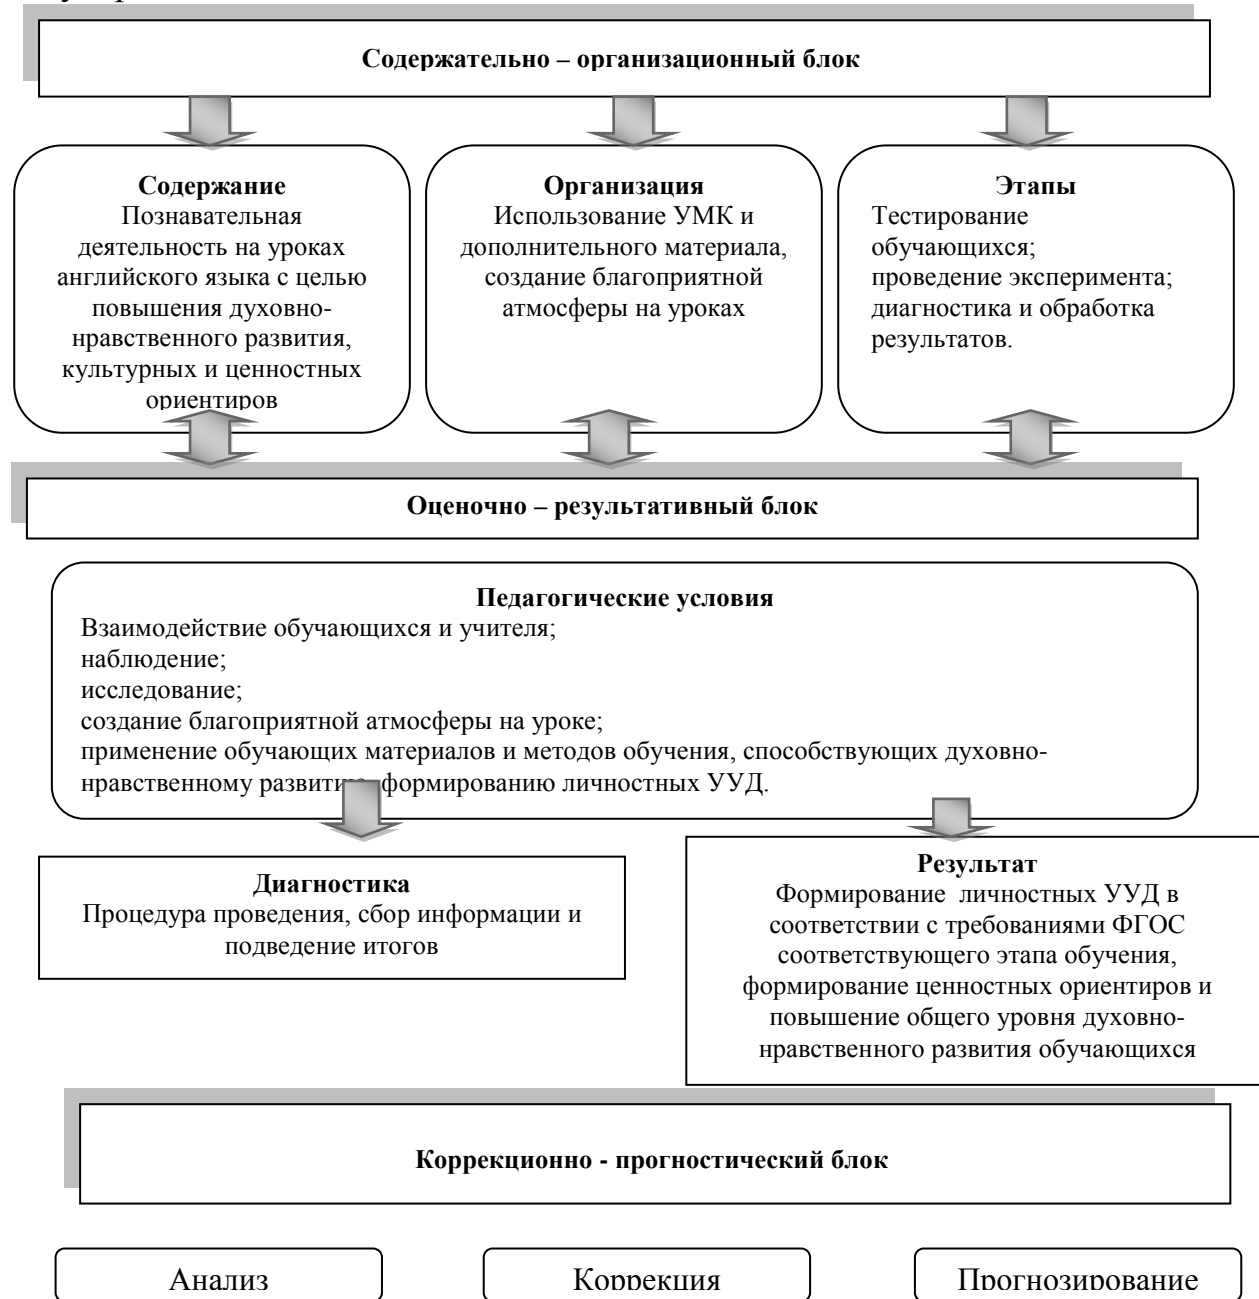 Содержательно – организационный блок
Содержание
Познавательная
деятельность на уроках
английского языка с целью
повышения духовно-
нравственного развития,
культурных и ценностных
ориентиров
Организация
Использование УМК и
дополнительного материала,
создание благоприятной
атмосферы на уроках
Этапы
Тестирование
обучающихся;
проведение эксперимента;
диагностика и обработка
результатов.
Оценочно – результативный блок
Педагогические условия
Взаимодействие обучающихся и учителя;
наблюдение;
исследование;
создание благоприятной атмосферы на уроке;
применение обучающих материалов и методов обучения, способствующих духовно-
нравственному развитию, формированию личностных УУД.
Диагностика
Процедура проведения, сбор информации и
подведение итогов
Результат
Формирование личностных УУД в
соответствии с требованиями ФГОС
соответствующего этапа обучения,
формирование ценностных ориентиров и
повышение общего уровня духовно-
нравственного развития обучающихся
Коррекционно - прогностический блок
Анализ
Коррекция
Прогнозирование